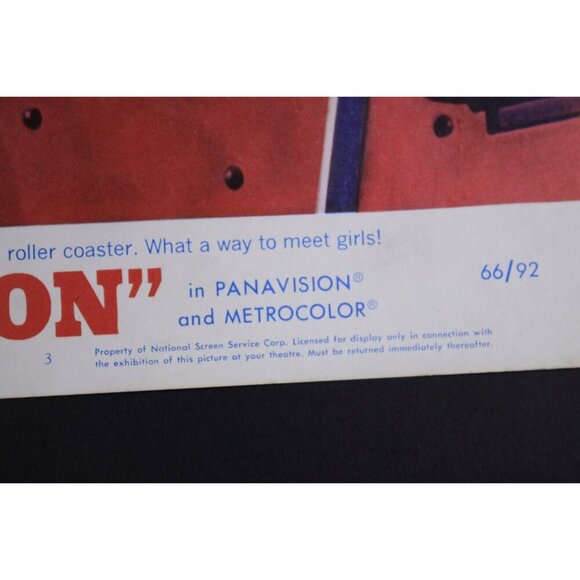 roller coaster. What a way to meet girls!
ON"
in PANAVISION®
and METROCOLOR®
66/92
3
Property of National Screen Service Corp. Licensed for display only in connection with
the exhibition of this picture at your theatre. Must be returned immediately thereafter.